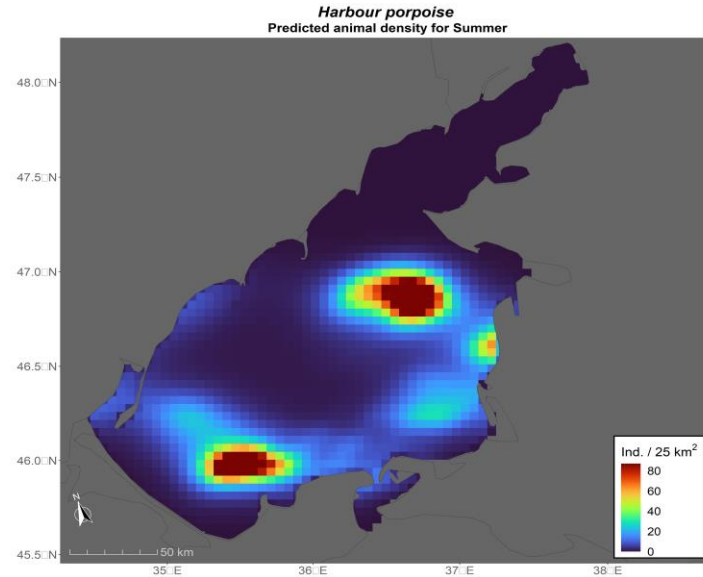 Harbour porpoise
Predicted animal density for Summer
48.0□N
47.5□N
47.0□N
46.5□N
46.0□N
45.5□N
N
50 km
35□E
36□E
37□E
38□E
Ind. / 25 km²
80
60
40
20
0